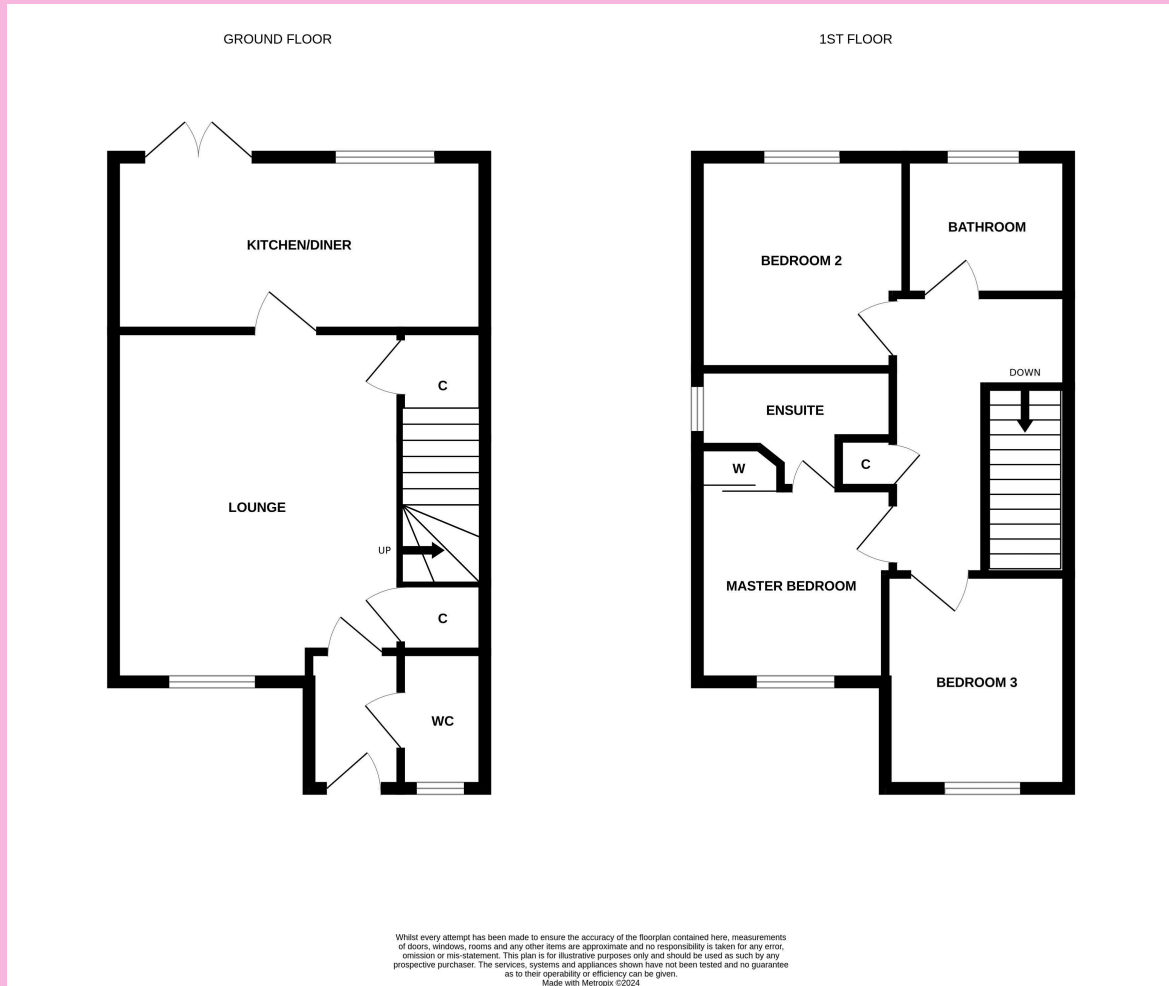 GROUND FLOOR
1ST FLOOR
KITCHEN/DINER
C
LOUNGE
UP
C
WC
BEDROOM 2
BATHROOM
DOWN
ENSUITE
W
C
MASTER BEDROOM
BEDROOM 3
Whilst every attempt has been made to ensure the accuracy of the floorplan contained here, measurements
of doors, windows, rooms and any other items are approximate and no responsibility is taken for any error,
omission or mis-statement. This plan is for illustrative purposes only and should be used as such by any
prospective purchaser. The services, systems and appliances shown have not been tested and no guarantee
as to their operability or efficiency can be given.
Made with Metropix ©2024